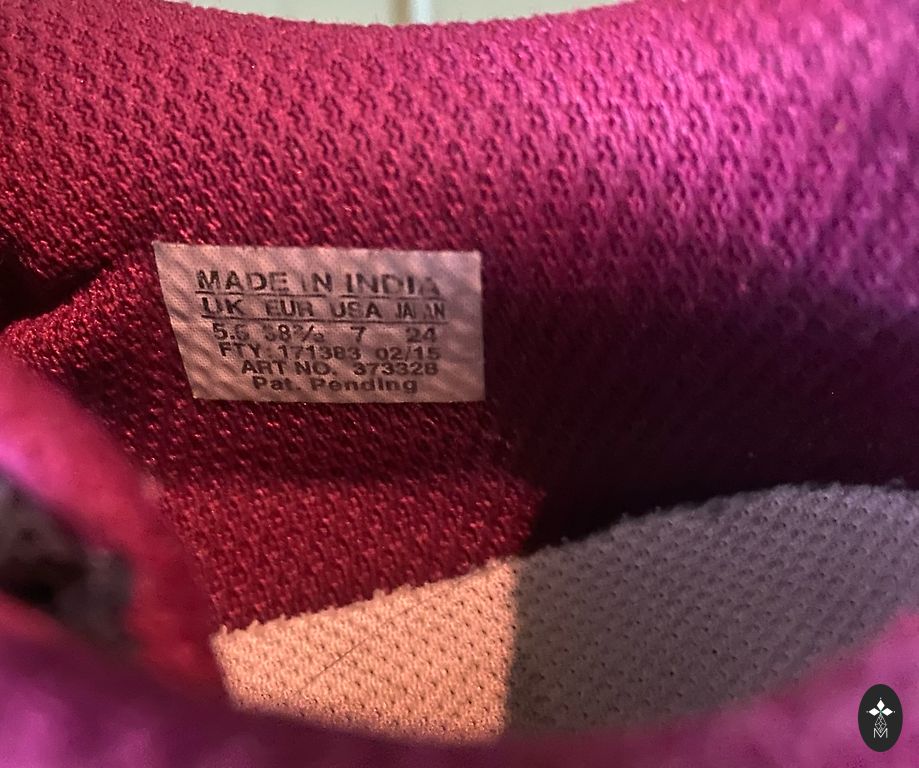 MADE IN INDIA
UK EUR USA JAPAN
5.5 38⅔ 7 24
FTY: 171383 02/15
ART NO. 373328
Pat. Pending
M